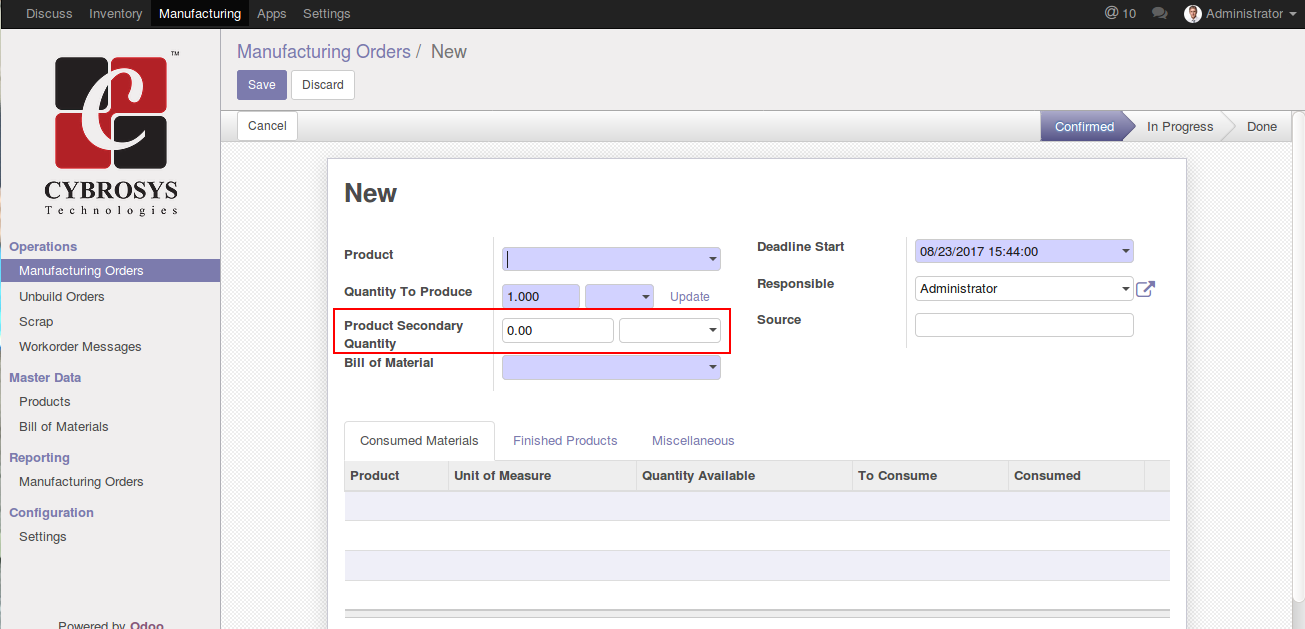 Discuss Inventory Manufacturing Apps Settings @ 10 Administrator
Manufacturing Orders / New
Save Discard
Cancel Confirmed In Progress Done
™
CYBROSYS
Technologies
Operations
Manufacturing Orders
Unbuild Orders
Scrap
Workorder Messages
Master Data
Products
Bill of Materials
Reporting
Manufacturing Orders
Configuration
Settings
Powered by Odoo
New
Product
Quantity To Produce 1.000 Update
Product Secondary
Quantity 0.00
Bill of Material
Deadline Start 08/23/2017 15:44:00
Responsible Administrator
Source
Consumed Materials Finished Products Miscellaneous
Product Unit of Measure Quantity Available To Consume Consumed